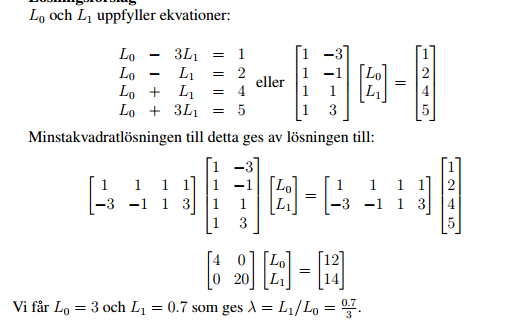 L₀ och L₁ uppfyller ekvationer:
L₀ − 3L₁ = 1
L₀ − L₁ = 2
L₀ + L₁ = 4
L₀ + 3L₁ = 5
eller
[1 −3; 1 −1; 1 1; 1 3] [L₀; L₁] = [1; 2; 4; 5]
Minstakvadratlösningen till detta ges av lösningen till:
[1 1 1 1; −3 −1 1 3] [1 −3; 1 −1; 1 1; 1 3] [L₀; L₁] = [1 1 1 1; −3 −1 1 3] [1; 2; 4; 5]
[4 0; 0 20] [L₀; L₁] = [12; 14]
Vi får L₀ = 3 och L₁ = 0.7 som ges λ = L₁/L₀ = 0.7/3.